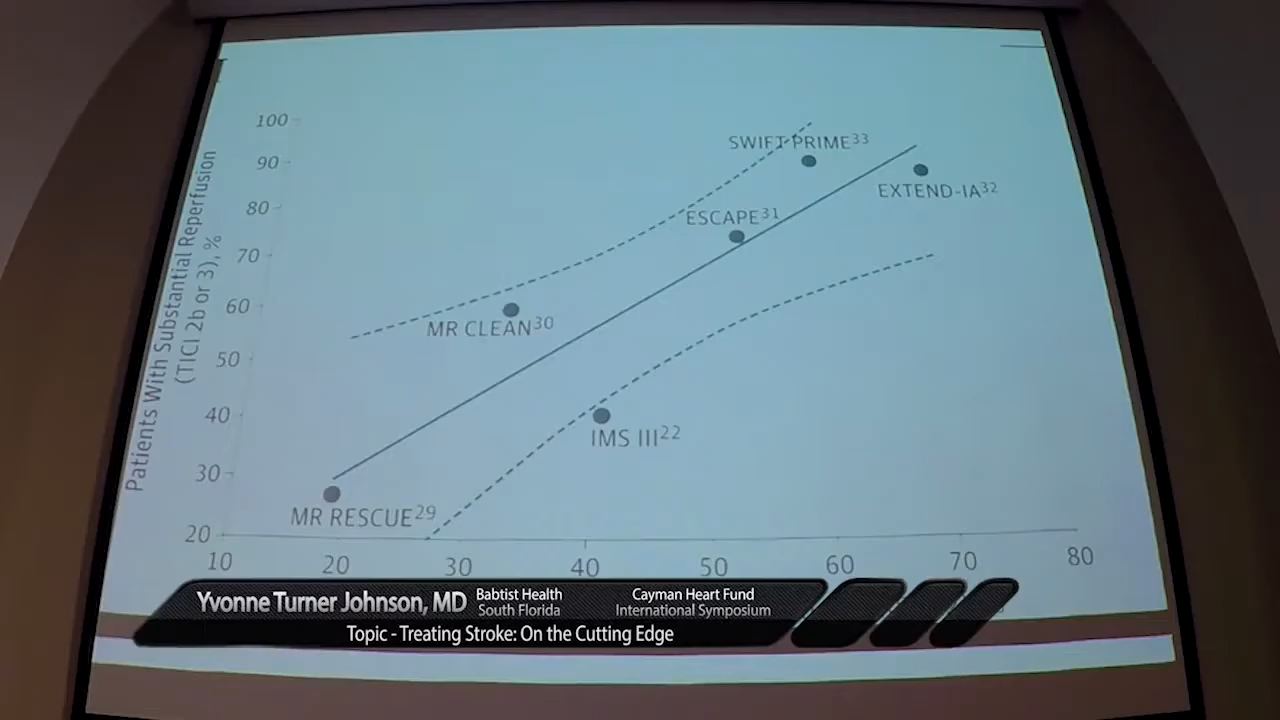 100
90
80
70
60
50
40
30
20
Patients With Substantial Reperfusion
(TICI 2b or 3), %
SWIFT PRIME33
EXTEND-IA32
ESCAPE31
MR CLEAN30
IMS III22
MR RESCUE29
10 20 30 40 50 60 70 80
Yvonne Turner Johnson, MD
Babtist Health
South Florida
Cayman Heart Fund
International Symposium
Topic - Treating Stroke: On the Cutting Edge